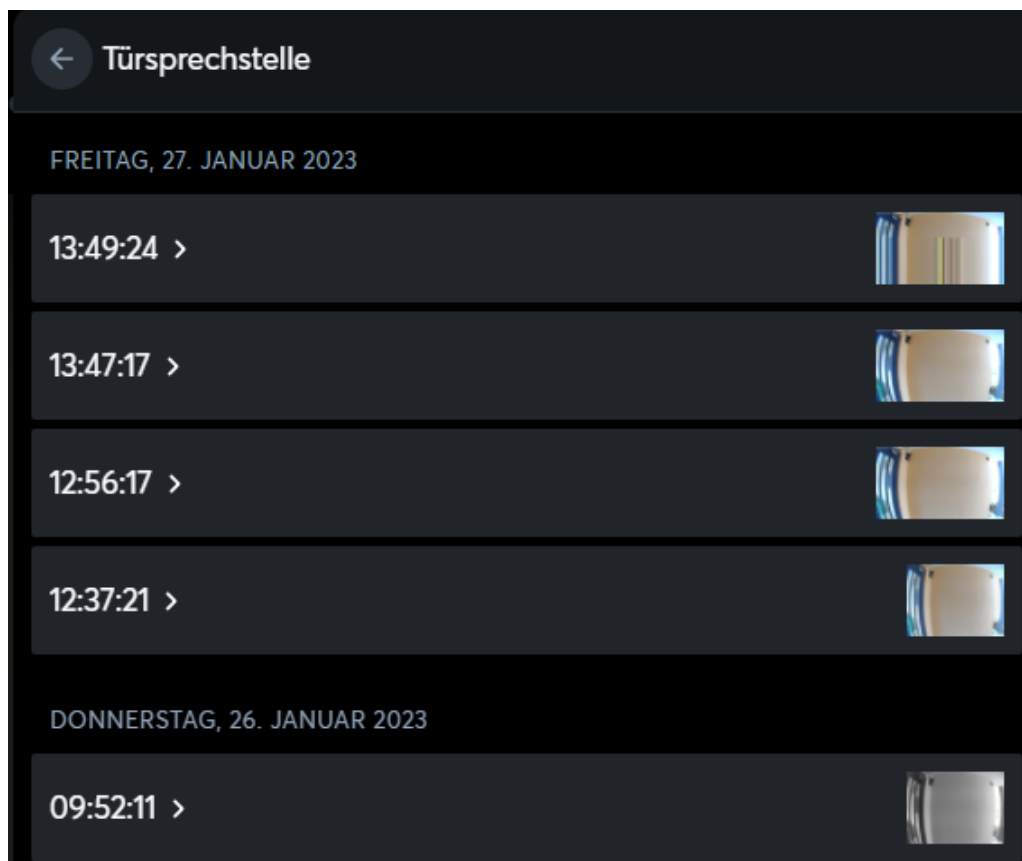 Türsprechstelle
FREITAG, 27. JANUAR 2023
13:49:24
13:47:17
12:56:17
12:37:21
DONNERSTAG, 26. JANUAR 2023
09:52:11